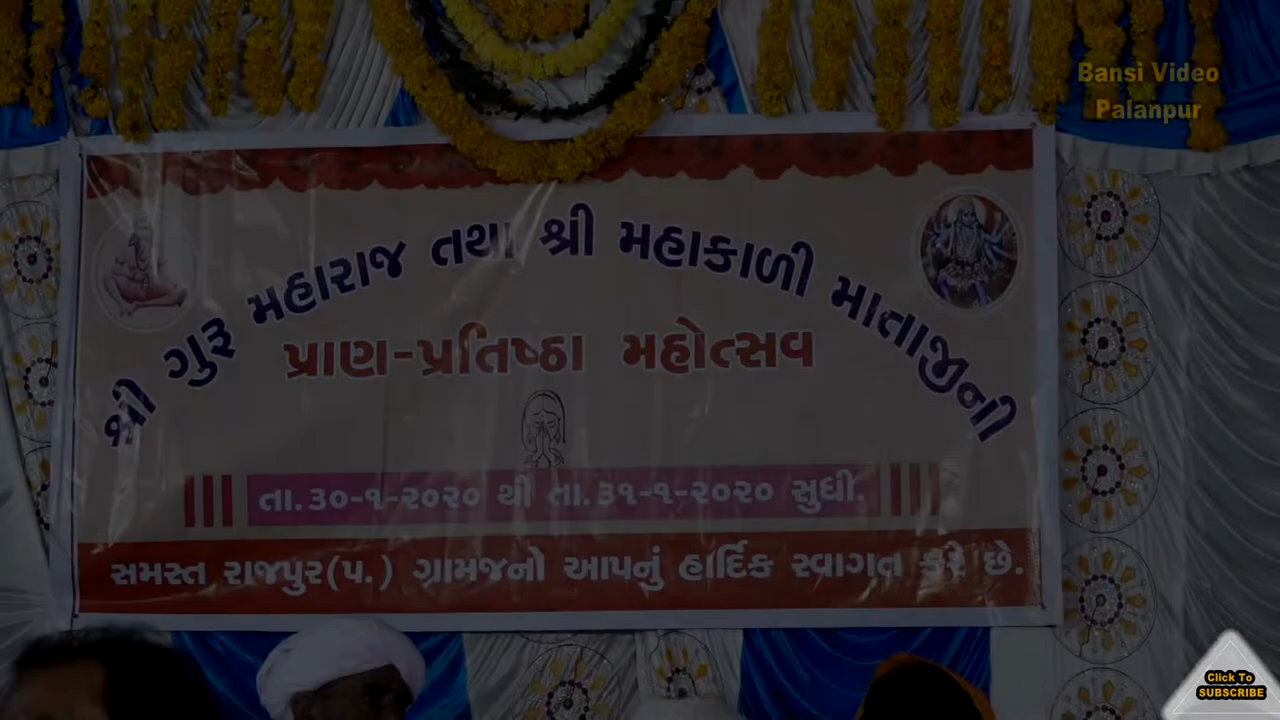 Bansi Video
Palanpur
શ્રી ગુરૂ મહારાજ તથા શ્રી મહાકાળી માતાજીની
પ્રાણ-પ્રતિષ્ઠા મહોત્સવ
તા.૩૦-૧-૨૦૨૦ થી તા.૩૧-૧-૨૦૨૦ સુધી.
સમસ્ત રાજપુર(પ.) ગ્રામજનો આપનું હાર્દિક સ્વાગત કરે છે.
Click To
SUBSCRIBE